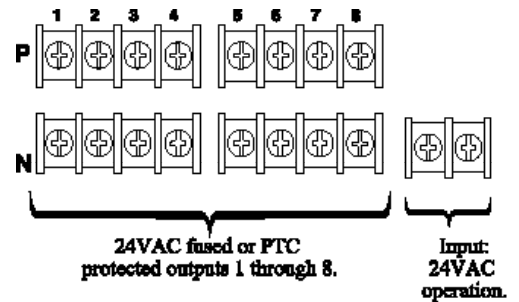 1 2 3 4 5 6 7 8
P
N
24VAC fused or PTC
protected outputs 1 through 8.
Input:
24VAC
operation.